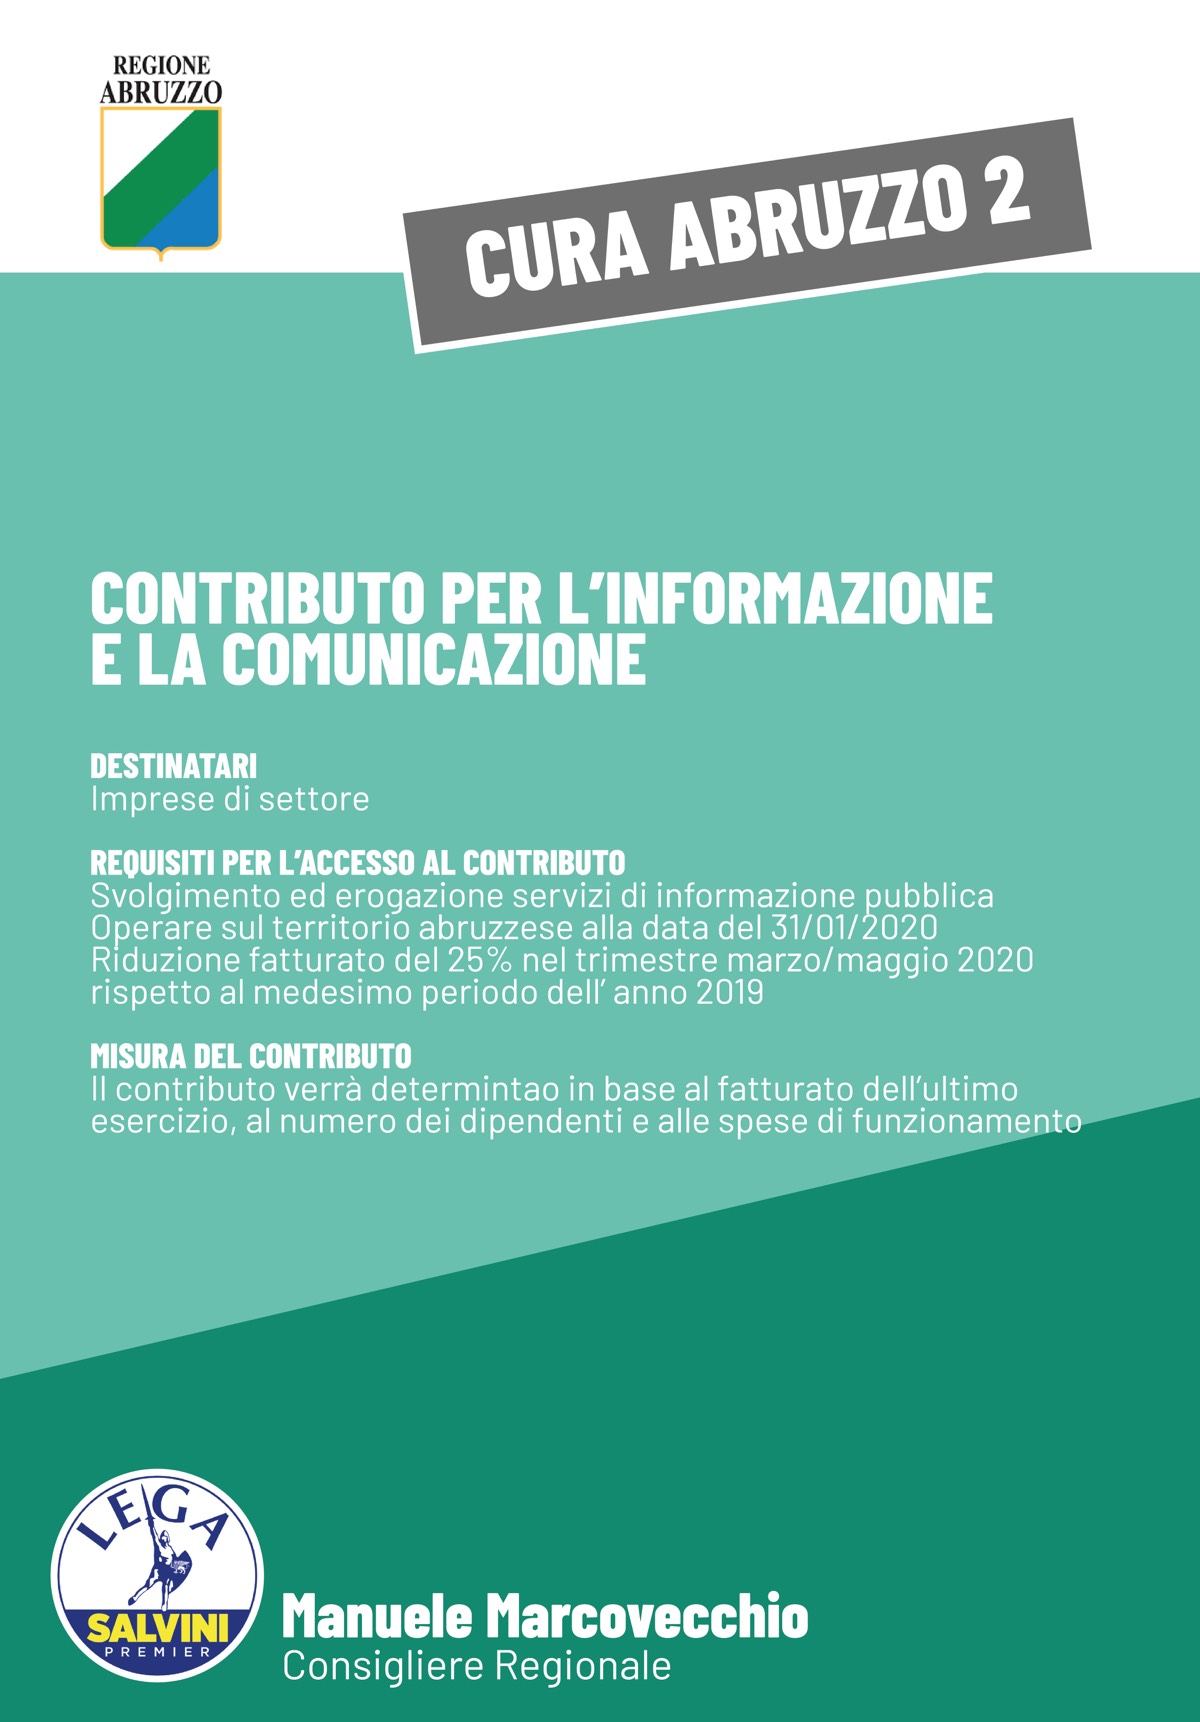 REGIONE
ABRUZZO
CURA ABRUZZO 2
CONTRIBUTO PER L'INFORMAZIONE
E LA COMUNICAZIONE
DESTINATARI
Imprese di settore
REQUISITI PER L'ACCESSO AL CONTRIBUTO
Svolgimento ed erogazione servizi di informazione pubblica
Operare sul territorio abruzzese alla data del 31/01/2020
Riduzione fatturato del 25% nel trimestre marzo/maggio 2020
rispetto al medesimo periodo dell' anno 2019
MISURA DEL CONTRIBUTO
Il contributo verrà determintao in base al fatturato dell'ultimo
esercizio, al numero dei dipendenti e alle spese di funzionamento
LEGA
SALVINI
PREMIER
Manuele Marcovecchio
Consigliere Regionale